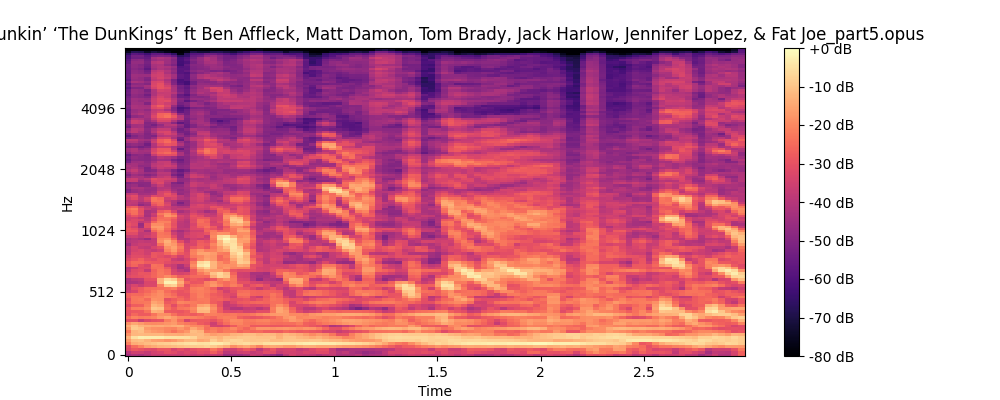 unkin’ ‘The DunKings’ ft Ben Affleck, Matt Damon, Tom Brady, Jack Harlow, Jennifer Lopez, & Fat Joe_part5.opus
4096
2048
1024
512
0
Hz
0 0.5 1 1.5 2 2.5
Time
+0 dB
-10 dB
-20 dB
-30 dB
-40 dB
-50 dB
-60 dB
-70 dB
-80 dB